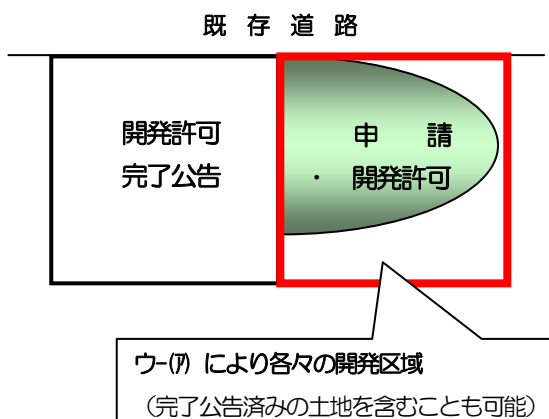 既存道路
開発許可
完了公告
申請
・開発許可
ウ-(ア) により各々の開発区域
（完了公告済みの土地を含むことも可能）